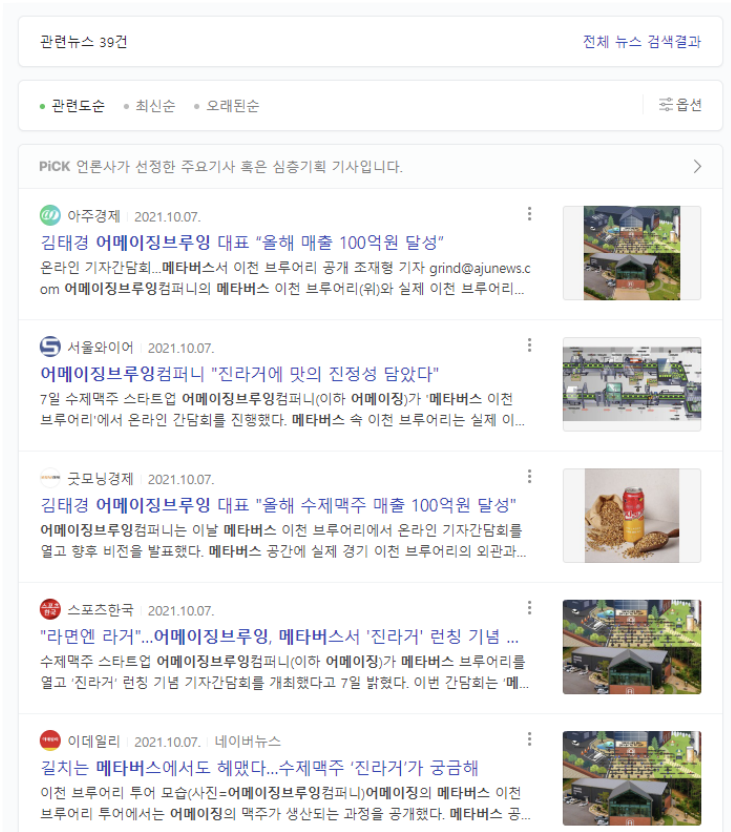 관련뉴스 39건
전체 뉴스 검색결과
관련도순 최신순 오래된순
옵션
PiCK 언론사가 선정한 주요기사 혹은 심층기획 기사입니다.
아주경제 2021.10.07.
김태경 어메이징브루잉 대표 “올해 매출 100억원 달성”
온라인 기자간담회...메타버스서 이천 브루어리 공개 조재형 기자 grind@ajunews.c
om 어메이징브루잉컴퍼니의 메타버스 이천 브루어리(위)와 실제 이천 브루어리...
서울와이어 2021.10.07.
어메이징브루잉컴퍼니 "진라거에 맛의 진정성 담았다"
7일 수제맥주 스타트업 어메이징브루잉컴퍼니(이하 어메이징)가 '메타버스 이천
브루어리'에서 온라인 간담회를 진행했다. 메타버스 속 이천 브루어리는 실제 이...
굿모닝경제 2021.10.07.
김태경 어메이징브루잉 대표 "올해 수제맥주 매출 100억원 달성"
어메이징브루잉컴퍼니는 이날 메타버스 이천 브루어리에서 온라인 기자간담회를
열고 향후 비전을 발표했다. 메타버스 공간에 실제 경기 이천 브루어리의 외관과...
스포츠한국
스포츠한국 2021.10.07.
"라면엔 라거"...어메이징브루잉, 메타버스서 '진라거' 런칭 기념 ...
수제맥주 스타트업 어메이징브루잉컴퍼니(이하 어메이징)가 메타버스 브루어리를
열고 '진라거' 런칭 기념 기자간담회를 개최했다고 7일 밝혔다. 이번 간담회는 '메...
이데일리 2021.10.07. 네이버뉴스
길치는 메타버스에서도 헤맸다...수제맥주 ‘진라거’가 궁금해
이천 브루어리 투어 모습(사진=어메이징브루잉컴퍼니)어메이징의 메타버스 이천
브루어리 투어에서는 어메이징의 맥주가 생산되는 과정을 공개했다. 메타버스 공...